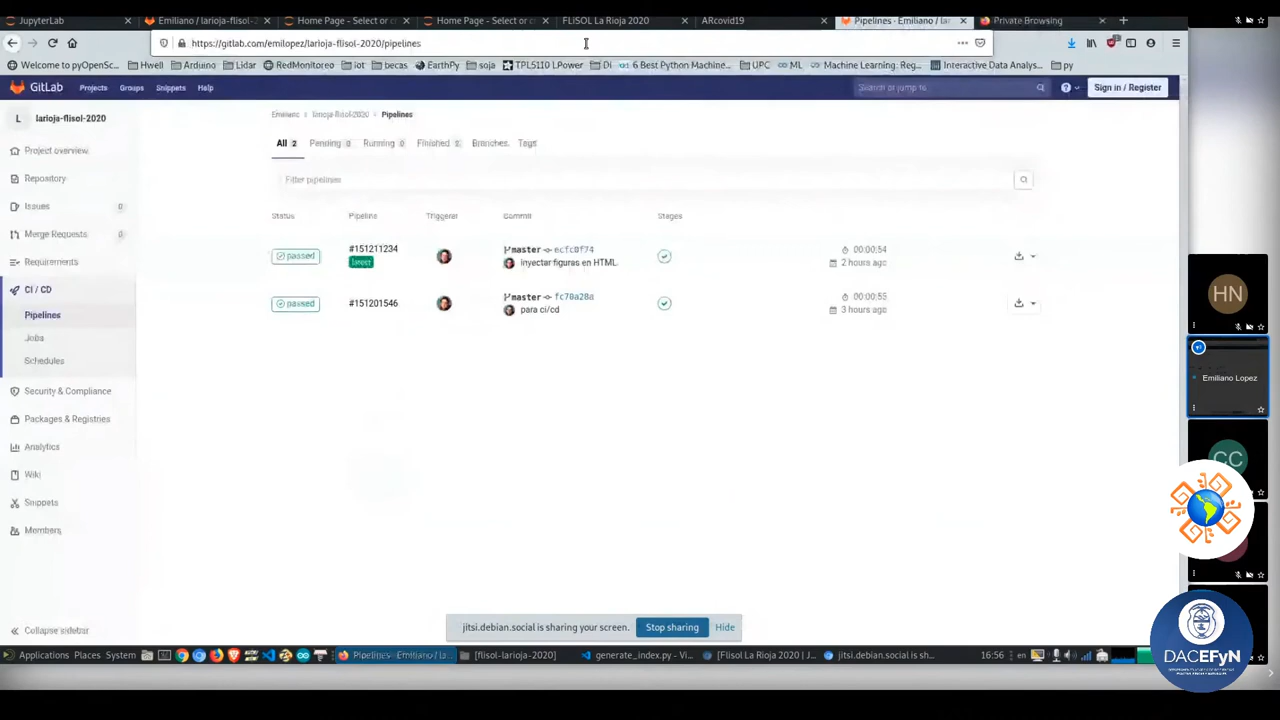 JupyterLab
Emiliano / larioja-flisol-2
Home Page - Select or c
Home Page - Select or c
FLISOL La Rioja 2020
ARcovid19
Pipelines · Emiliano / la
Private Browsing
https://gitlab.com/emilopez/larioja-flisol-2020/pipelines
Welcome to pyOpenSc...
Hwell
Arduino
Lidar
RedMonitoreo
iot
becas
EarthPy
soja
TPL5110 LPower
DI
6 Best Python Machine...
UPC
ML
Machine Learning: Reg...
Interactive Data Analys...
py
GitLab
Projects
Groups
Snippets
Help
Search or jump to...
Sign in / Register
L
larioja-flisol-2020
Project overview
Repository
Issues 0
Merge Requests 0
Requirements
CI / CD
Pipelines
Jobs
Schedules
Security & Compliance
Packages & Registries
Analytics
Wiki
Snippets
Members
Collapse sidebar
Emiliano › larioja-flisol-2020 › Pipelines
All 2
Pending 0
Running 0
Finished 2
Branches
Tags
Filter pipelines
Status
Pipeline
Triggerer
Commit
Stages
passed
#151211234
latest
master
ecfc0f74
inyectar figuras en HTML
00:00:54
2 hours ago
passed
#151201546
master
fc70a28a
para ci/cd
00:00:55
3 hours ago
HN
Emiliano Lopez
CC
DACEFyN
jitsi.debian.social is sharing your screen.
Stop sharing
Hide
Applications
Places
System
Pipelines · Emiliano / la...
[flisol-larioja-2020]
generate_index.py - Vi...
[Flisol La Rioja 2020 | J...
jitsi.debian.social is sh...
16:56
en